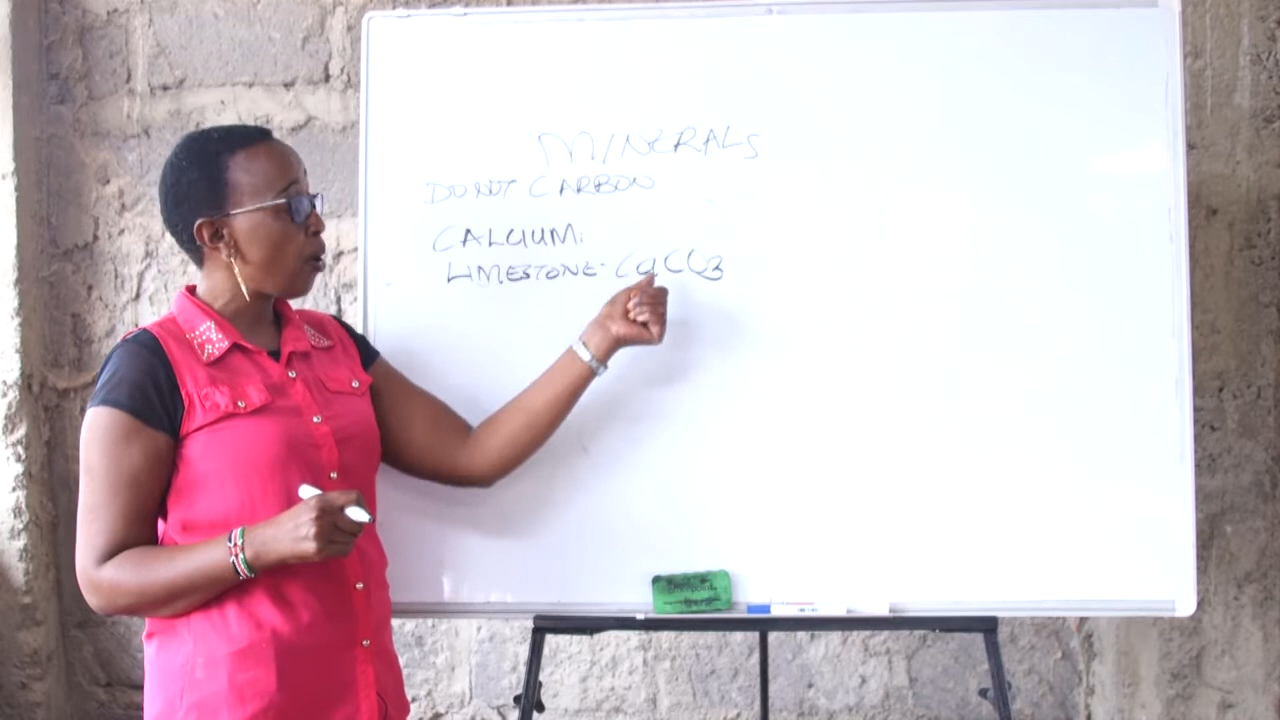 MINERALS
DO NOT CARBON
CALCIUM:
LIMESTONE- CaCO3